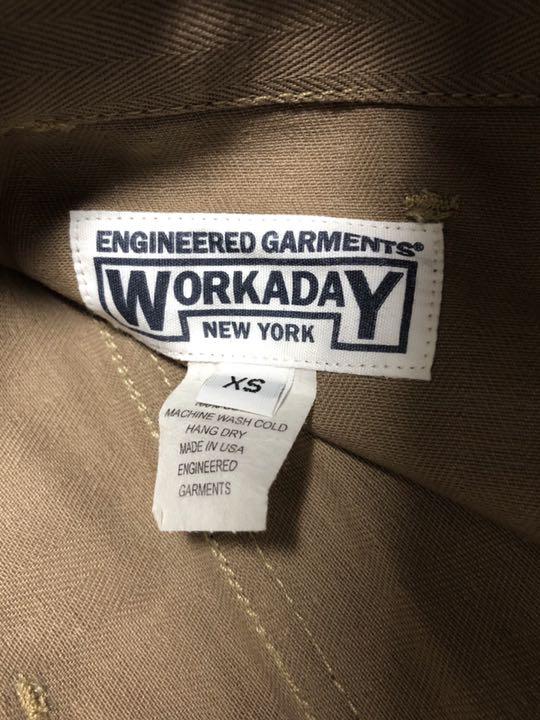 ENGINEERED GARMENTS®
WORKADAY
NEW YORK
XS
MACHINE WASH COLD
HANG DRY
MADE IN USA
ENGINEERED
GARMENTS